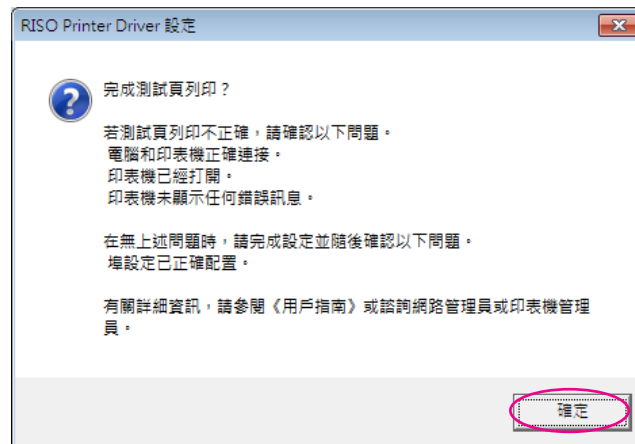 RISO Printer Driver 設定
完成測試頁列印？
若測試頁列印不正確，請確認以下問題。
電腦和印表機正確連接。
印表機已經打開。
印表機未顯示任何錯誤訊息。
在無上述問題時，請完成設定並隨後確認以下問題。
埠設定已正確配置。
有關詳細資訊，請參閱《用戶指南》或諮詢網路管理員或印表機管理
員。
確定